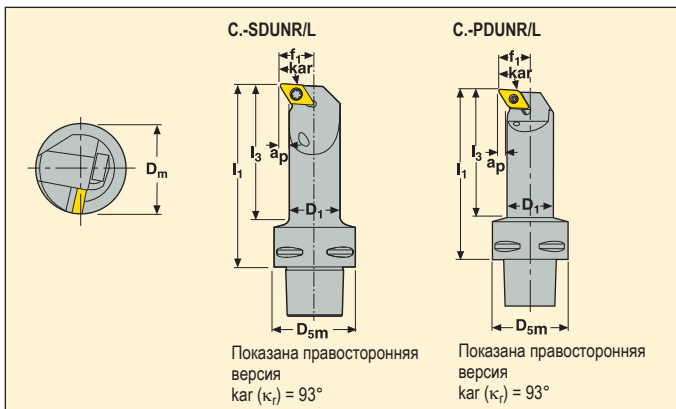 C.-SDUNR/L
C.-PDUNR/L
f1
kar
l1
l3
ap
D1
D5m
Dm
f1
kar
l1
l3
ap
D1
D5m
Показана правосторонняя
версия
kar (κr) = 93°
Показана правосторонняя
версия
kar (κr) = 93°